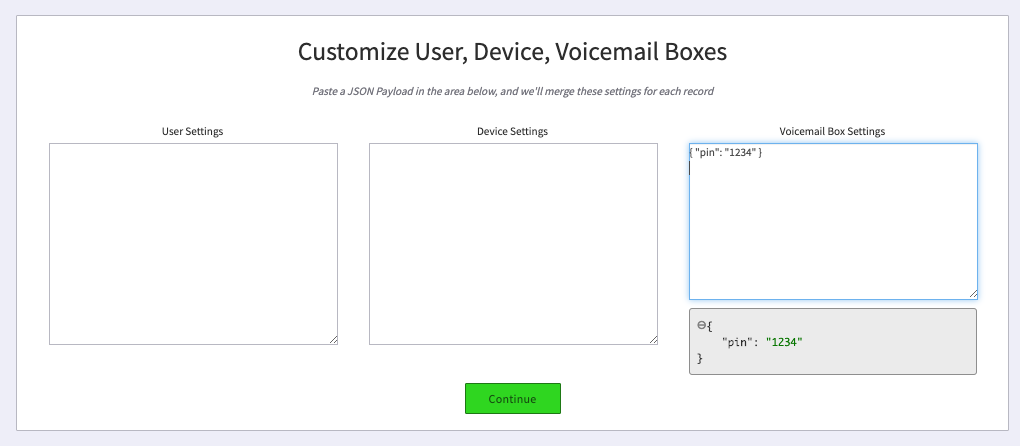 Customize User, Device, Voicemail Boxes
Paste a JSON Payload in the area below, and we'll merge these settings for each record
User Settings
Device Settings
Voicemail Box Settings
{ "pin": "1234" }
{
"pin": "1234"
}
Continue